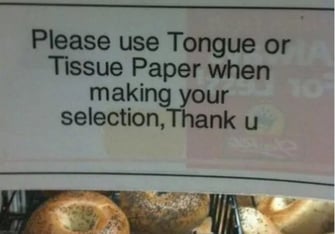 Please use Tongue or
Tissue Paper when
making your
selection,Thank u